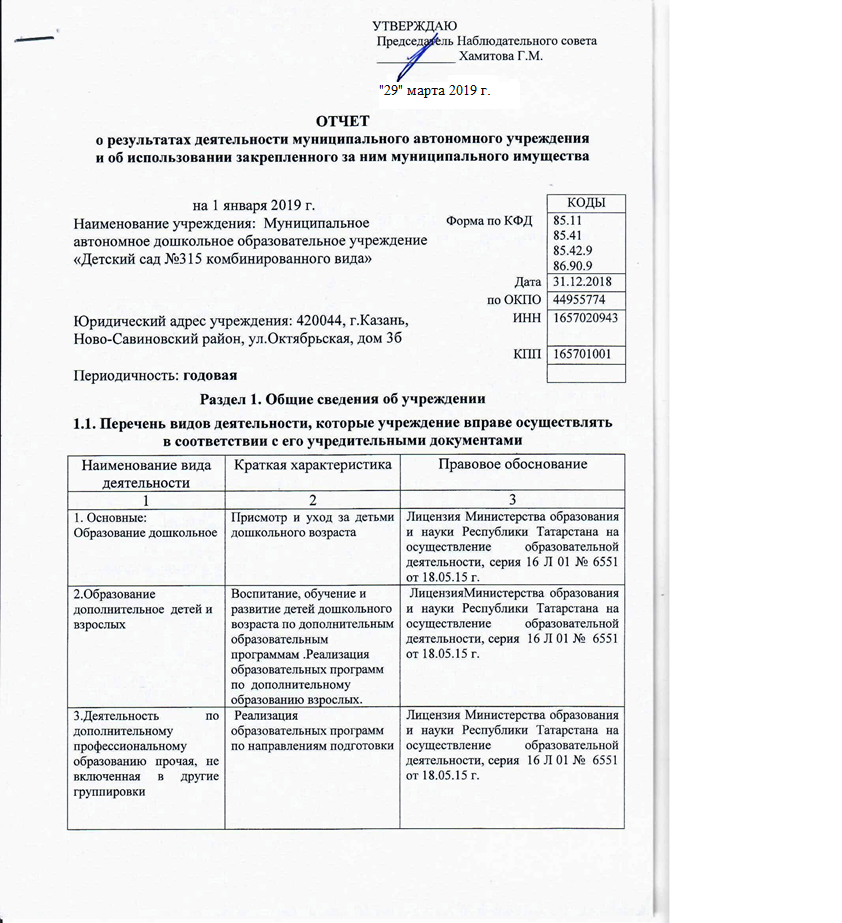 УТВЕРЖДАЮ
Председатель Наблюдательного совета
____________ Хамитова Г.М.
"29" марта 2019 г.
ОТЧЕТ
о результатах деятельности муниципального автономного учреждения
и об использовании закрепленного за ним муниципального имущества
на 1 января 2019 г.
КОДЫ
Наименование учреждения: Муниципальное
автономное дошкольное образовательное учреждение
«Детский сад №315 комбинированного вида»
Форма по КФД
85.11
85.41
85.42.9
86.90.9
Дата 31.12.2018
по ОКПО 44955774
Юридический адрес учреждения: 420044, г.Казань,
Ново-Савиновский район, ул.Октябрьская, дом 3б
ИНН 1657020943
КПП 165701001
Периодичность: годовая
Раздел 1. Общие сведения об учреждении
1.1. Перечень видов деятельности, которые учреждение вправе осуществлять
в соответствии с его учредительными документами
Наименование вида
деятельности
Краткая характеристика
Правовое обоснование
1 2 3
1. Основные:
Образование дошкольное
Присмотр и уход за детьми
дошкольного возраста
Лицензия Министерства образования
и науки Республики Татарстана на
осуществление образовательной
деятельности, серия 16 Л 01 № 6551
от 18.05.15 г.
2.Образование
дополнительное детей и
взрослых
Воспитание, обучение и
развитие детей дошкольного
возраста по дополнительным
образовательным
программам .Реализация
образовательных программ
по дополнительному
образованию взрослых.
ЛицензияМинистерства образования
и науки Республики Татарстана на
осуществление образовательной
деятельности, серия 16 Л 01 № 6551
от 18.05.15 г.
3.Деятельность по
дополнительному
профессиональному
образованию прочая, не
включенная в другие
группировки
Реализация
образовательных программ
по направлениям подготовки
Лицензия Министерства образования
и науки Республики Татарстана на
осуществление образовательной
деятельности, серия 16 Л 01 № 6551
от 18.05.15 г.